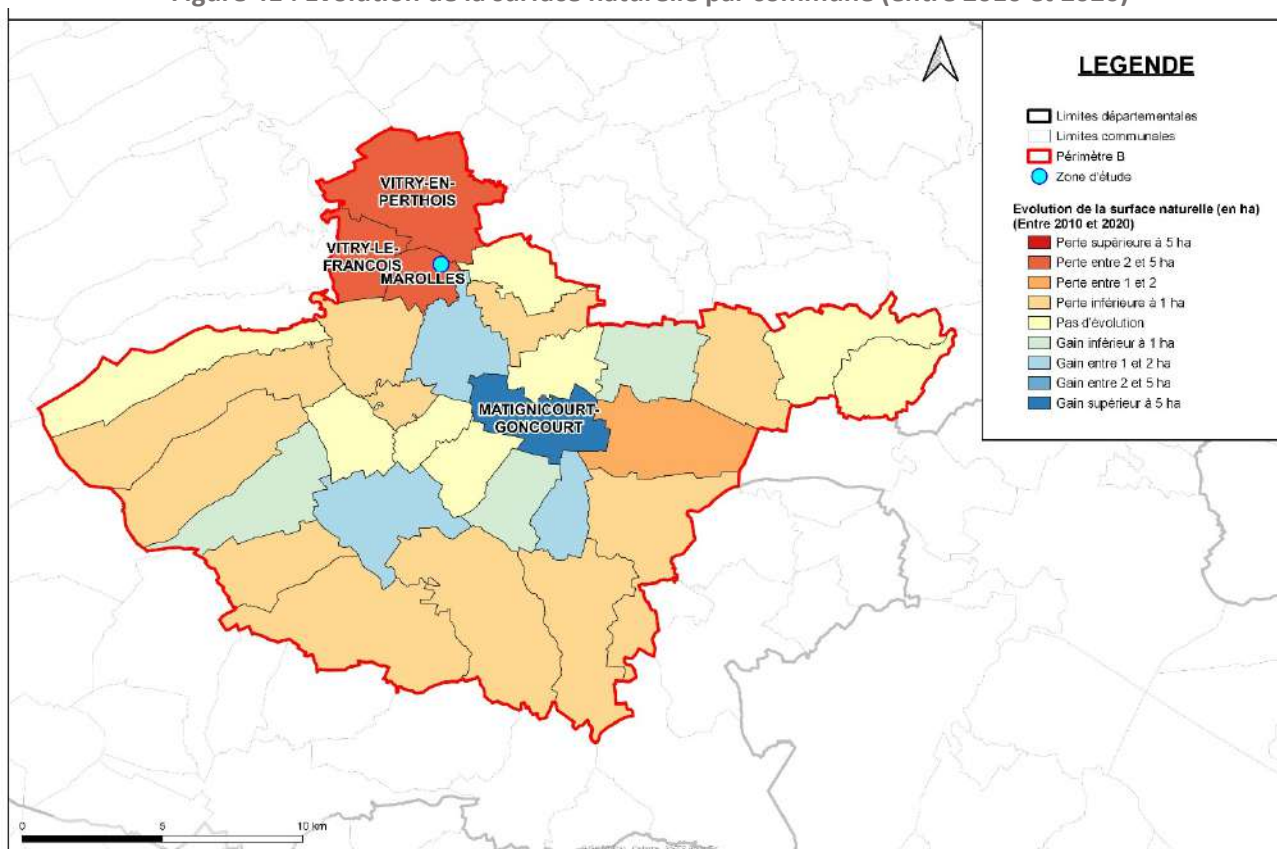 LEGENDE
Limites départementales
Limites communales
Périmètre B
Zone d'étude
Evolution de la surface naturelle (en ha)
(Entre 2010 et 2020)
Perte supérieure à 5 ha
Perte entre 2 et 5 ha
Perte entre 1 et 2
Perte inférieure à 1 ha
Pas d'évolution
Gain inférieur à 1 ha
Gain entre 1 et 2 ha
Gain entre 2 et 5 ha
Gain supérieur à 5 ha
VITRY-EN-
PERTHOIS
VITRY-LE-
FRANCOIS
MAROLLES
MATIGNICOURT-
GONCOURT
0 5 10 km